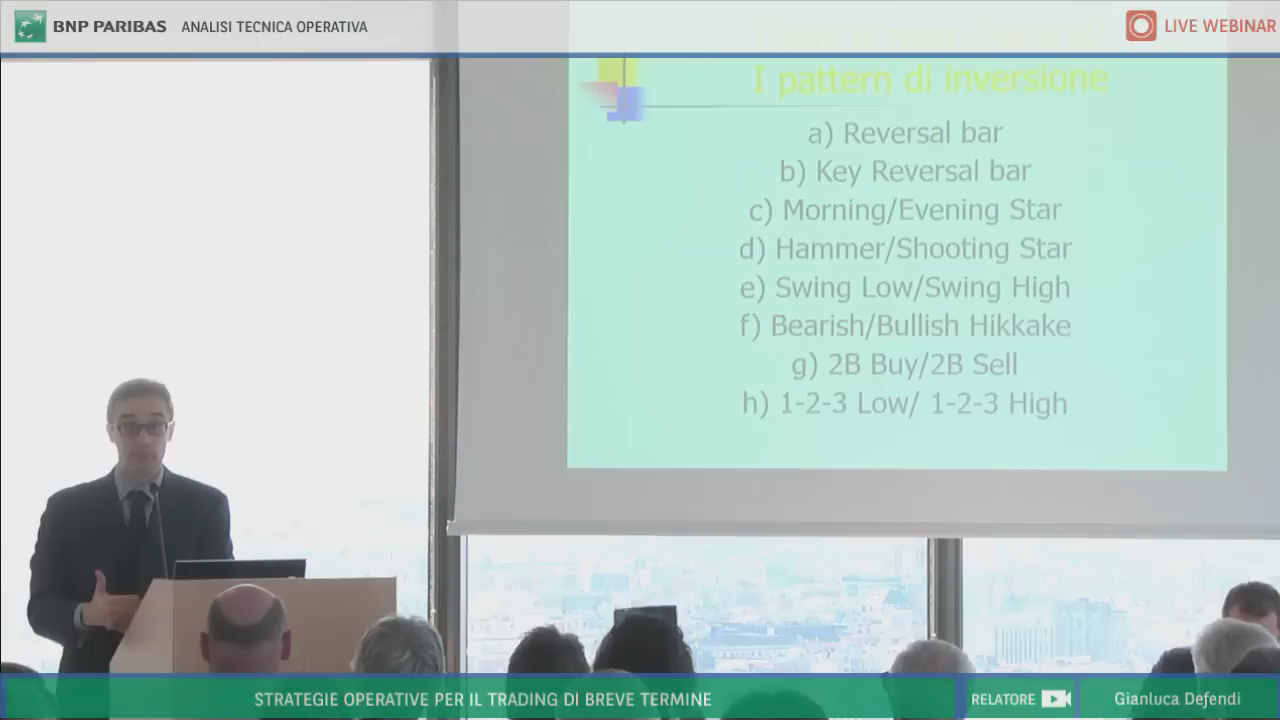 BNP PARIBAS ANALISI TECNICA OPERATIVA
LIVE WEBINAR
I pattern di inversione
a) Reversal bar
b) Key Reversal bar
c) Morning/Evening Star
d) Hammer/Shooting Star
e) Swing Low/Swing High
f) Bearish/Bullish Hikkake
g) 2B Buy/2B Sell
h) 1-2-3 Low/ 1-2-3 High
STRATEGIE OPERATIVE PER IL TRADING DI BREVE TERMINE
RELATORE
Gianluca Defendi